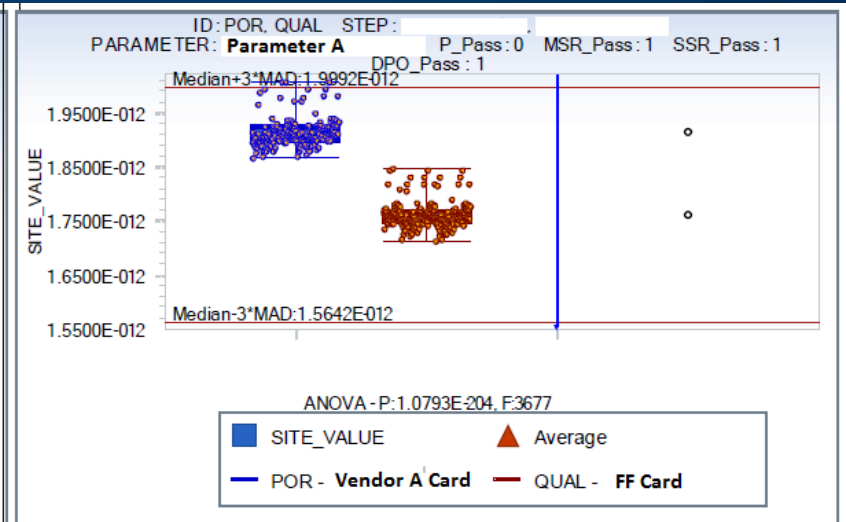 ID: POR, QUAL STEP: ,
PARAMETER: Parameter A P_Pass: 0 MSR_Pass: 1 SSR_Pass: 1
DPO_Pass : 1
Median+3*MAD:1.9992E-012
1.9500E-012
1.8500E-012
1.7500E-012
1.6500E-012
1.5500E-012
SITE_VALUE
Median-3*MAD:1.5642E-012
ANOVA - P:1.0793E-204, F:3677
SITE_VALUE Average
POR - Vendor A Card QUAL - FF Card